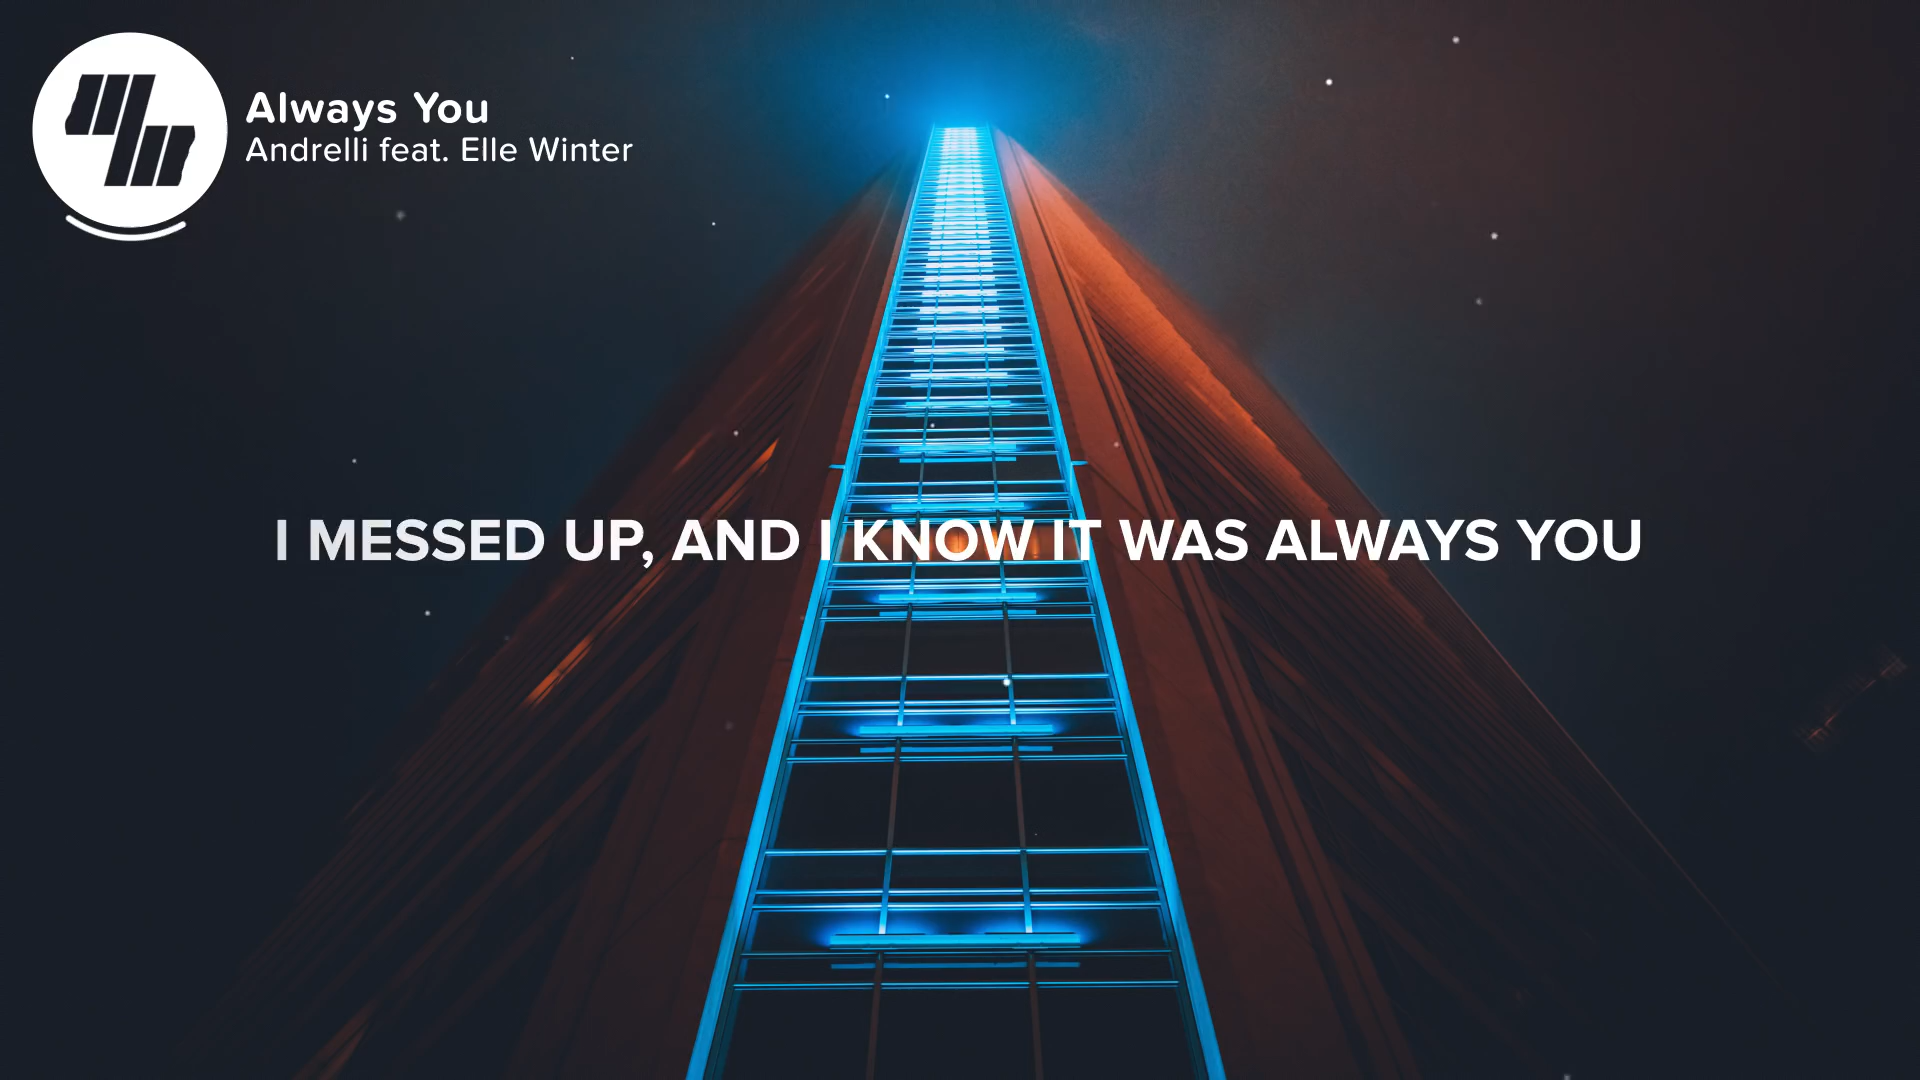 Always You
Andrelli feat. Elle Winter
I MESSED UP, AND I KNOW IT WAS ALWAYS YOU